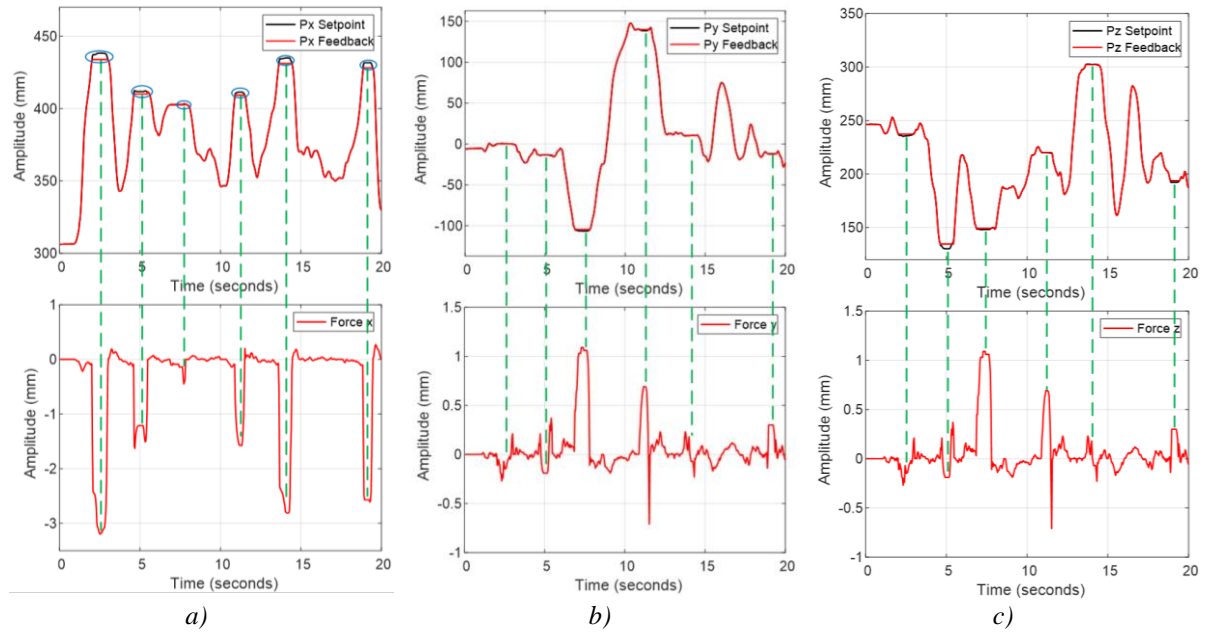 Px Setpoint
Px Feedback
450
400
350
300
Amplitude (mm)
0 5 10 15 20
Time (seconds)
Force x
1
0
-1
-2
-3
Amplitude (mm)
0 5 10 15 20
Time (seconds)
a)
Py Setpoint
Py Feedback
150
100
50
0
-50
-100
Amplitude (mm)
0 5 10 15 20
Time (seconds)
Force y
1.5
1
0.5
0
-0.5
-1
Amplitude (mm)
0 5 10 15 20
Time (seconds)
b)
Pz Setpoint
Pz Feedback
350
300
250
200
150
Amplitude (mm)
0 5 10 15 20
Time (seconds)
Force z
1.5
1
0.5
0
-0.5
-1
Amplitude (mm)
0 5 10 15 20
Time (seconds)
c)